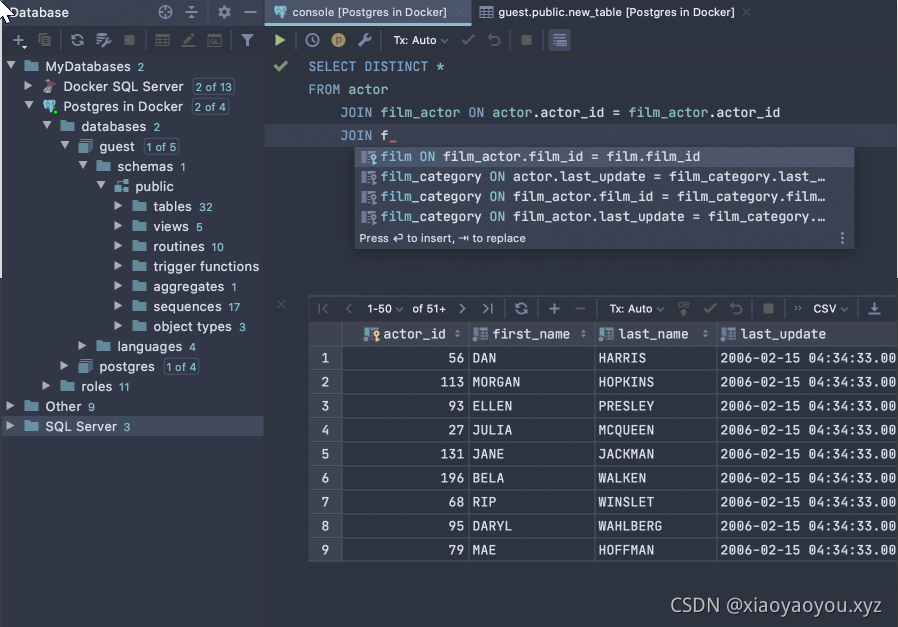 Database
console [Postgres in Docker]
guest.public.new_table [Postgres in Docker]
Tx: Auto
MyDatabases 2
Docker SQL Server 2 of 13
Postgres in Docker 2 of 4
databases 2
guest 1 of 5
schemas 1
public
tables 32
views 5
routines 10
trigger functions
aggregates 1
sequences 17
object types 3
languages 4
postgres 1 of 4
roles 11
Other 9
SQL Server 3
SELECT DISTINCT *
FROM actor
JOIN film_actor ON actor.actor_id = film_actor.actor_id
JOIN f_
film ON film_actor.film_id = film.film_id
film_category ON actor.last_update = film_category.last_…
film_category ON film_actor.film_id = film_category.film…
film_category ON film_actor.last_update = film_category.…
Press ↵ to insert, ⇥ to replace
1-50 of 51+ Tx: Auto DB CSV
actor_id first_name last_name last_update
1 56 DAN HARRIS 2006-02-15 04:34:33.00
2 113 MORGAN HOPKINS 2006-02-15 04:34:33.00
3 93 ELLEN PRESLEY 2006-02-15 04:34:33.00
4 27 JULIA MCQUEEN 2006-02-15 04:34:33.00
5 131 JANE JACKMAN 2006-02-15 04:34:33.00
6 196 BELA WALKEN 2006-02-15 04:34:33.00
7 68 RIP WINSLET 2006-02-15 04:34:33.00
8 95 DARYL WAHLBERG 2006-02-15 04:34:33.00
9 79 MAE HOFFMAN 2006-02-15 04:34:33.00
CSDN @xiaoyaoyou.xyz